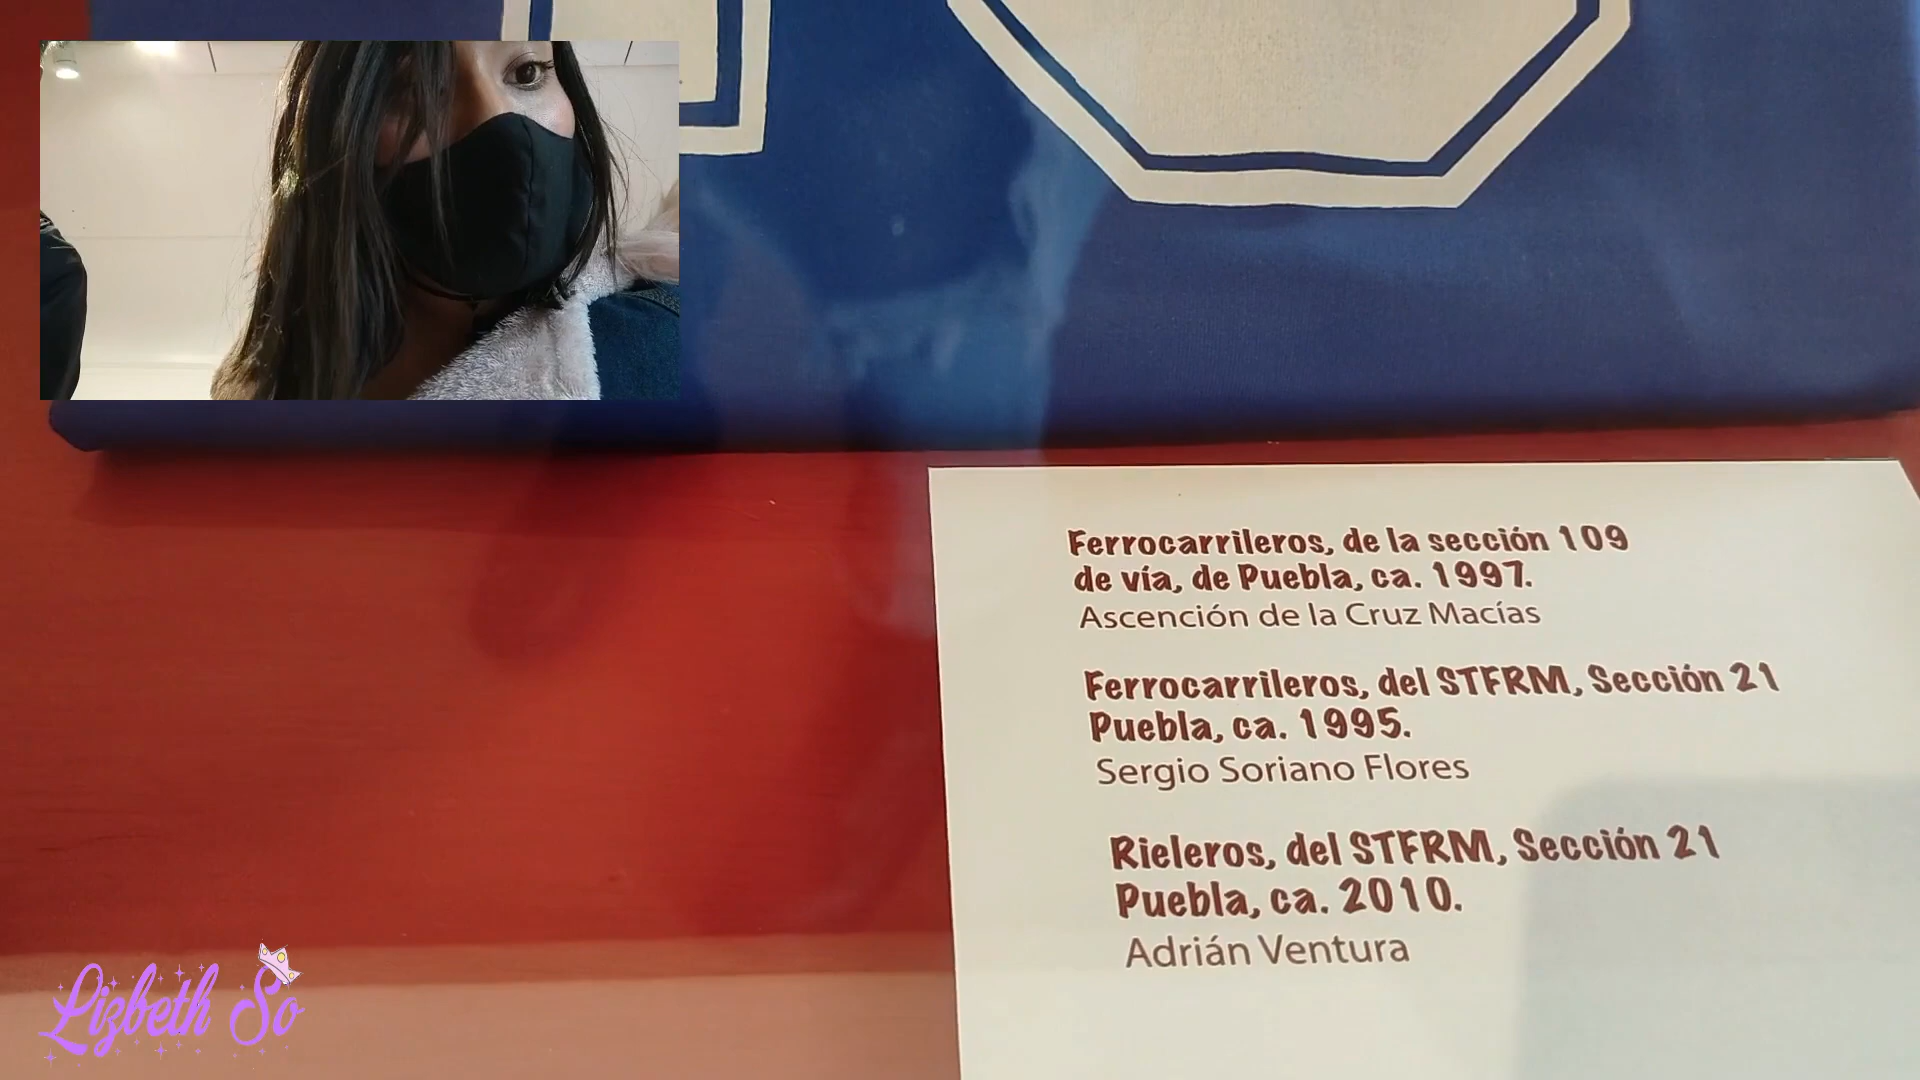 Ferrocarrileros, de la sección 109
de vía, de Puebla, ca. 1997.
Ascención de la Cruz Macías
Ferrocarrileros, del STFRM, Sección 21
Puebla, ca. 1995.
Sergio Soriano Flores
Rieleros, del STFRM, Sección 21
Puebla, ca. 2010.
Adrián Ventura
Lizbeth So